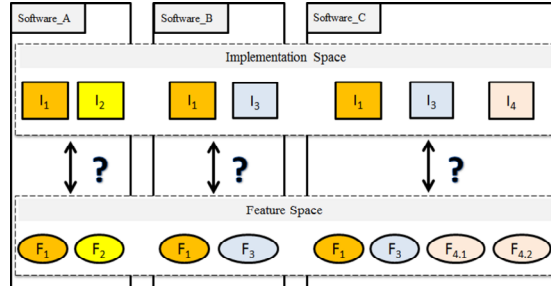 Software_A Software_B Software_C
Implementation Space
I1 I2 I1 I3 I1 I3 I4
? ? ?
Feature Space
F1 F2 F1 F3 F1 F3 F4.1 F4.2